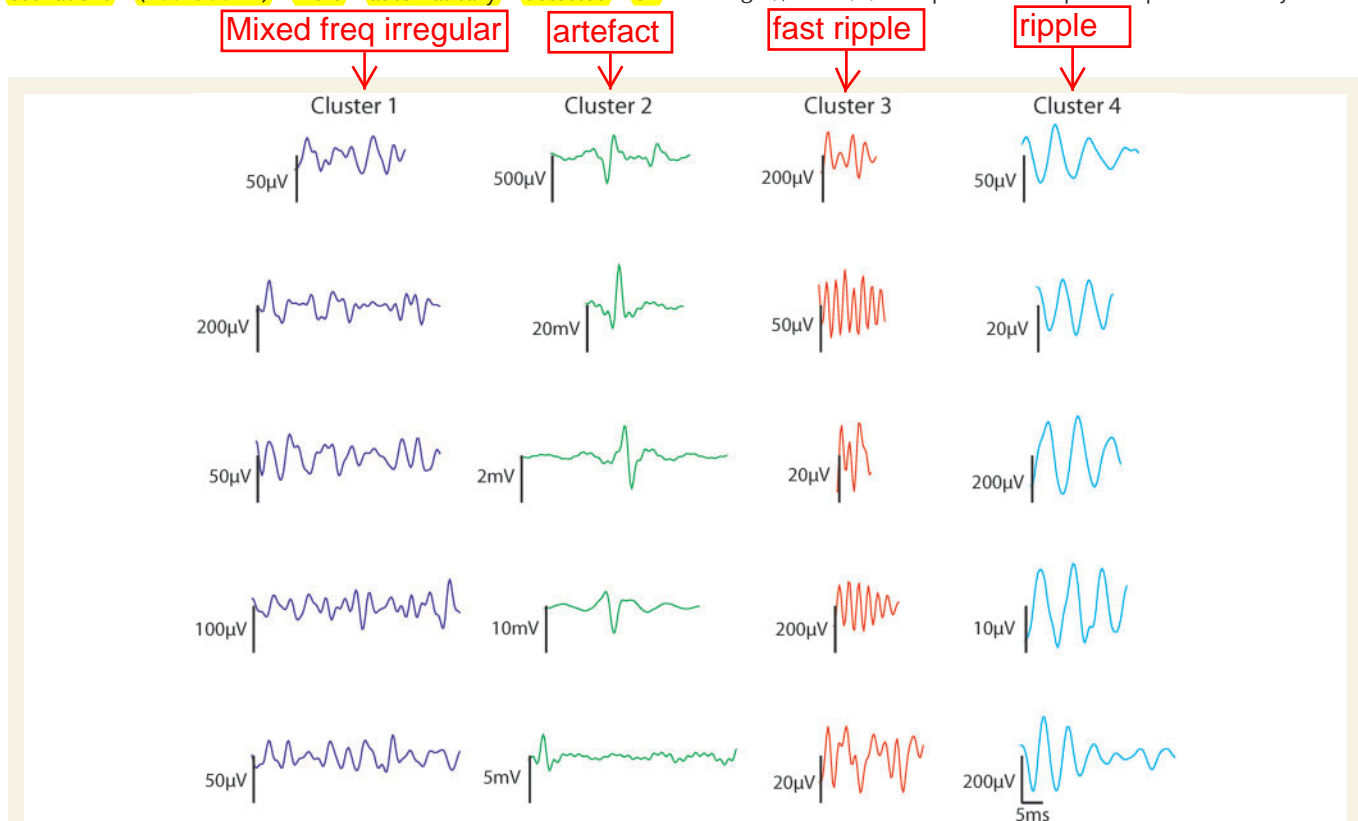 Mixed freq irregular artefact fast ripple ripple
Cluster 1 Cluster 2 Cluster 3 Cluster 4
50µV 500µV 200µV 50µV
200µV 20mV 50µV 20µV
50µV 2mV 20µV 200µV
100µV 10mV 200µV 10µV
50µV 5mV 20µV 200µV
5ms